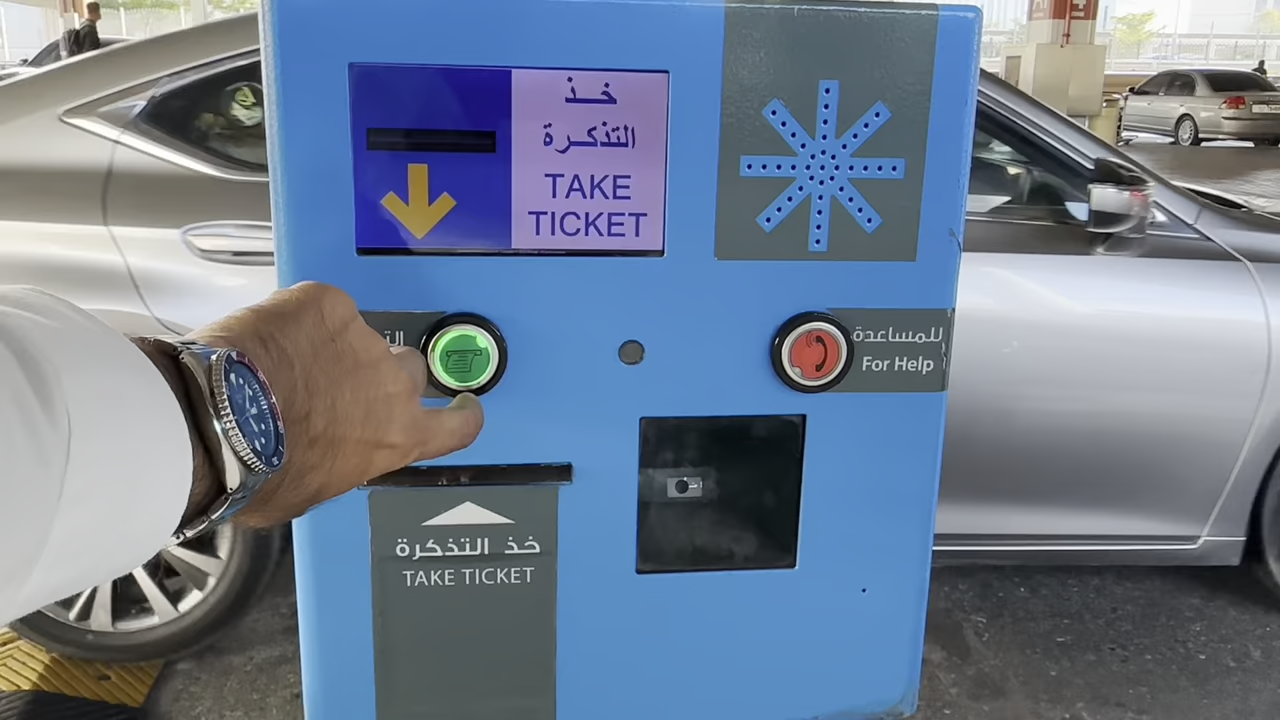 خذ
التذكرة
TAKE
TICKET
للمساعدة
For Help
خذ التذكرة
TAKE TICKET